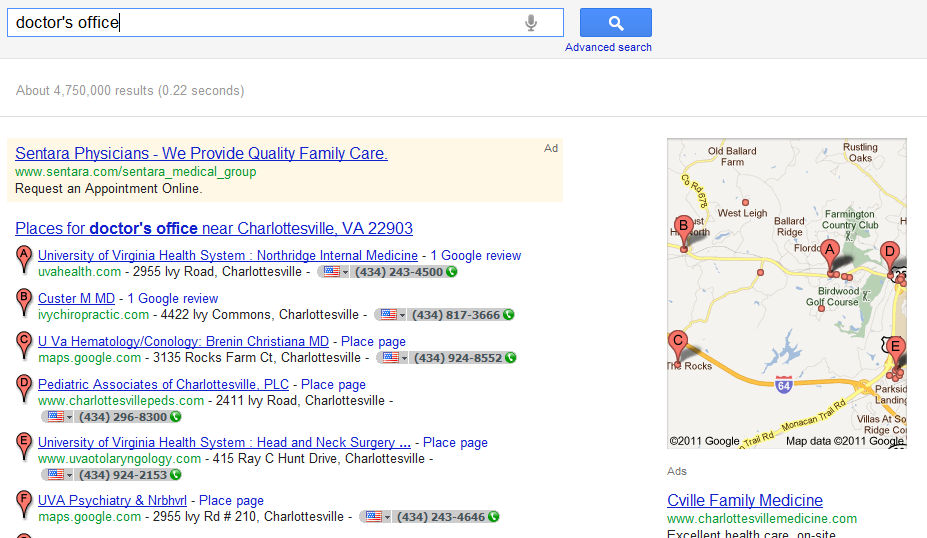 doctor's office
Advanced search
About 4,750,000 results (0.22 seconds)
Sentara Physicians - We Provide Quality Family Care.
Ad
www.sentara.com/sentara_medical_group
Request an Appointment Online.
Places for doctor's office near Charlottesville, VA 22903
A
University of Virginia Health System : Northridge Internal Medicine - 1 Google review
uvahealth.com - 2955 Ivy Road, Charlottesville - (434) 243-4500
B
Custer M MD - 1 Google review
ivychiropractic.com - 4422 Ivy Commons, Charlottesville - (434) 817-3666
C
U Va Hematology/Conology: Brenin Christiana MD - Place page
maps.google.com - 3135 Rocks Farm Ct, Charlottesville - (434) 924-8552
D
Pediatric Associates of Charlottesville, PLC - Place page
www.charlottesvillepeds.com - 2411 Ivy Road, Charlottesville -
(434) 296-8300
E
University of Virginia Health System : Head and Neck Surgery ... - Place page
www.uvaotolaryngology.com - 415 Ray C Hunt Drive, Charlottesville -
(434) 924-2153
F
UVA Psychiatry & Nrbhvrl - Place page
maps.google.com - 2955 Ivy Rd # 210, Charlottesville - (434) 243-4646
Old Ballard
Farm
Rustling
Oaks
Co Rd 678
West Leigh
Ballard
Ridge
Farmington
Country Club
B
A
D
Birdwood
Golf Course
C
The Rocks
E
64
Parkside
Landing
Monacan Trail Rd
Villas At So
Ridge Co
©2011 Google
Map data ©2011 Google
Ads
Cville Family Medicine
www.charlottesvillemedicine.com
Excellent health care, on-site